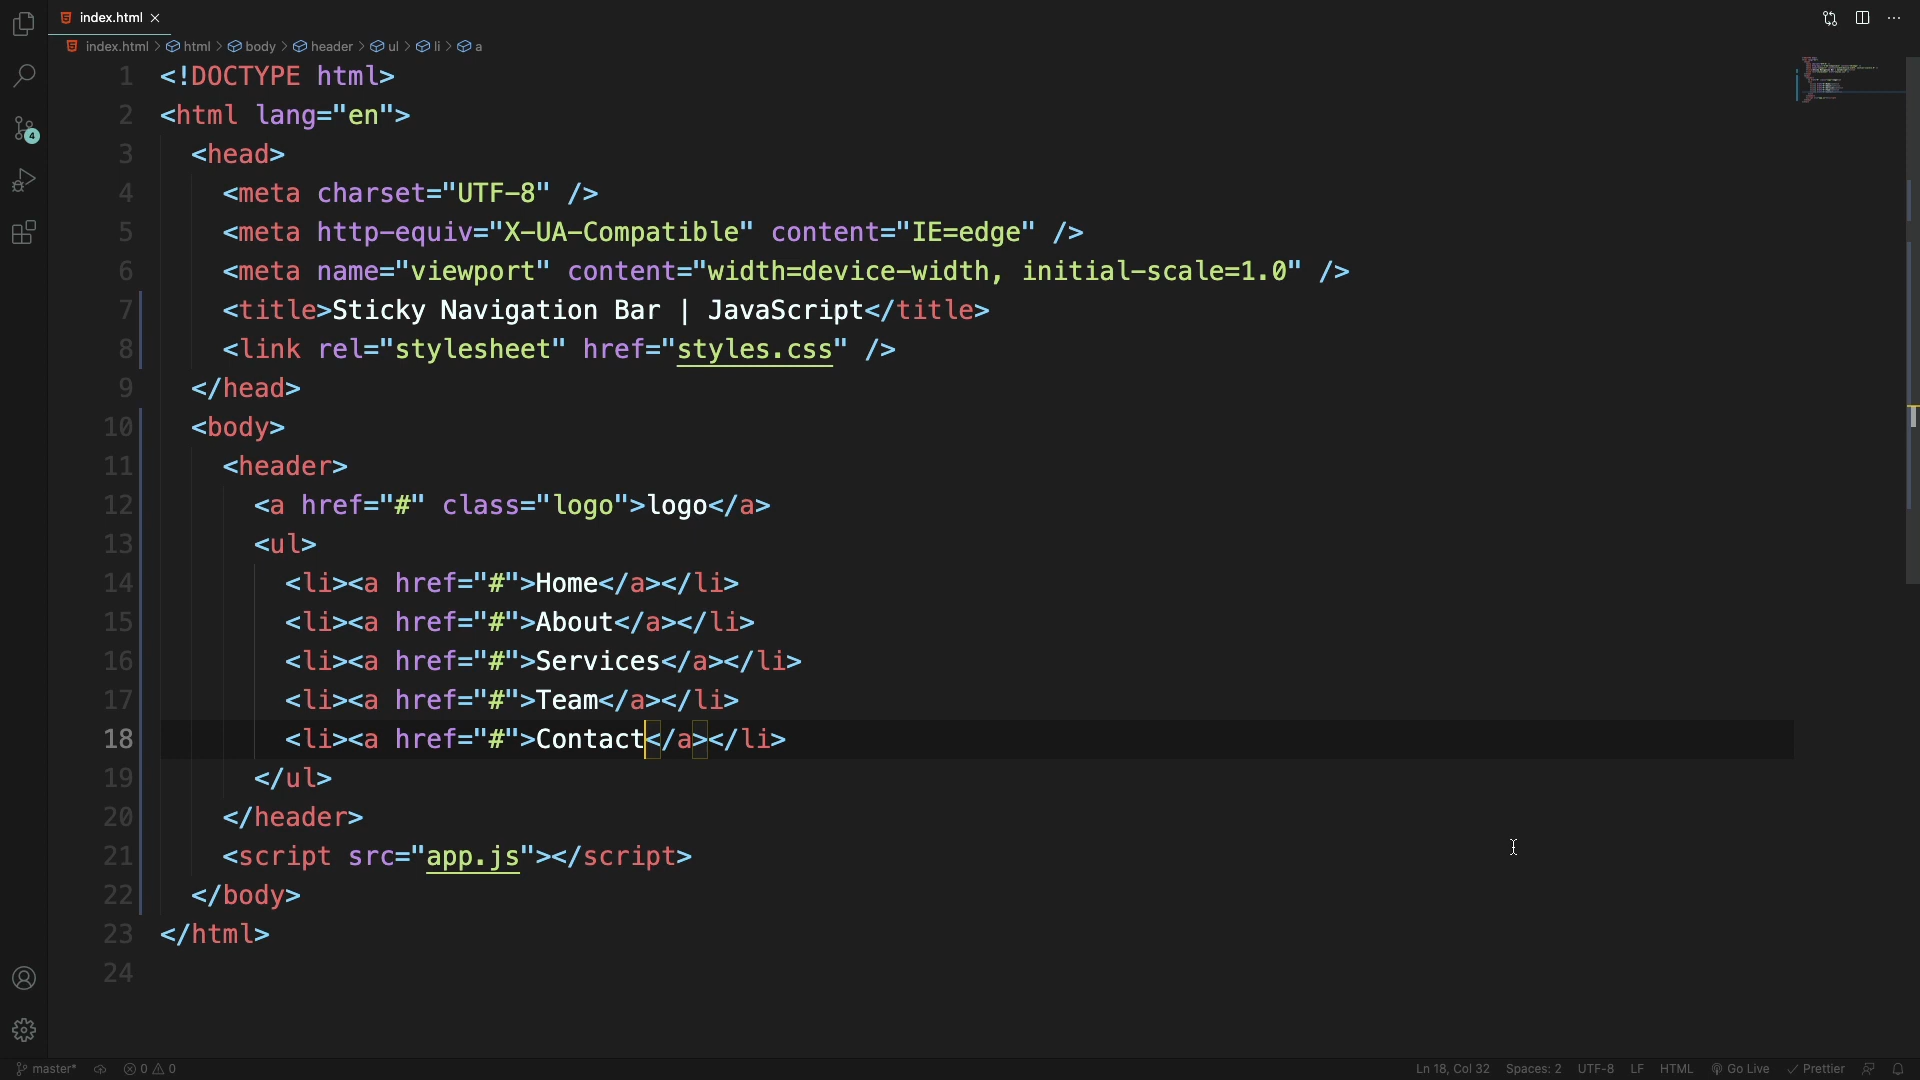 index.html
index.html > html > body > header > ul > li > a
1 <!DOCTYPE html>
2 <html lang="en">
3 <head>
4 <meta charset="UTF-8" />
5 <meta http-equiv="X-UA-Compatible" content="IE=edge" />
6 <meta name="viewport" content="width=device-width, initial-scale=1.0" />
7 <title>Sticky Navigation Bar | JavaScript</title>
8 <link rel="stylesheet" href="styles.css" />
9 </head>
10 <body>
11 <header>
12 <a href="#" class="logo">logo</a>
13 <ul>
14 <li><a href="#">Home</a></li>
15 <li><a href="#">About</a></li>
16 <li><a href="#">Services</a></li>
17 <li><a href="#">Team</a></li>
18 <li><a href="#">Contact</a></li>
19 </ul>
20 </header>
21 <script src="app.js"></script>
22 </body>
23 </html>
24
4
master* 0 0 Ln 18, Col 32 Spaces: 2 UTF-8 LF HTML Go Live Prettier